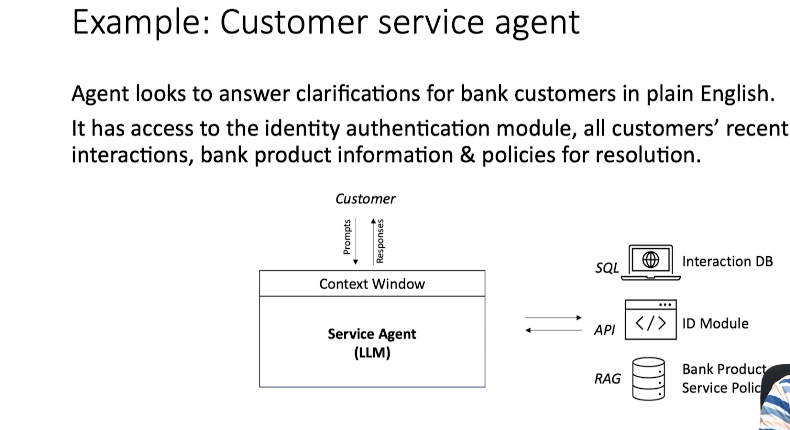 Example: Customer service agent
Agent looks to answer clarifications for bank customers in plain English.
It has access to the identity authentication module, all customers’ recent
interactions, bank product information & policies for resolution.
Customer
Prompts
Responses
Context Window
Service Agent
(LLM)
SQL
Interaction DB
</>
API
ID Module
RAG
Bank Product
Service